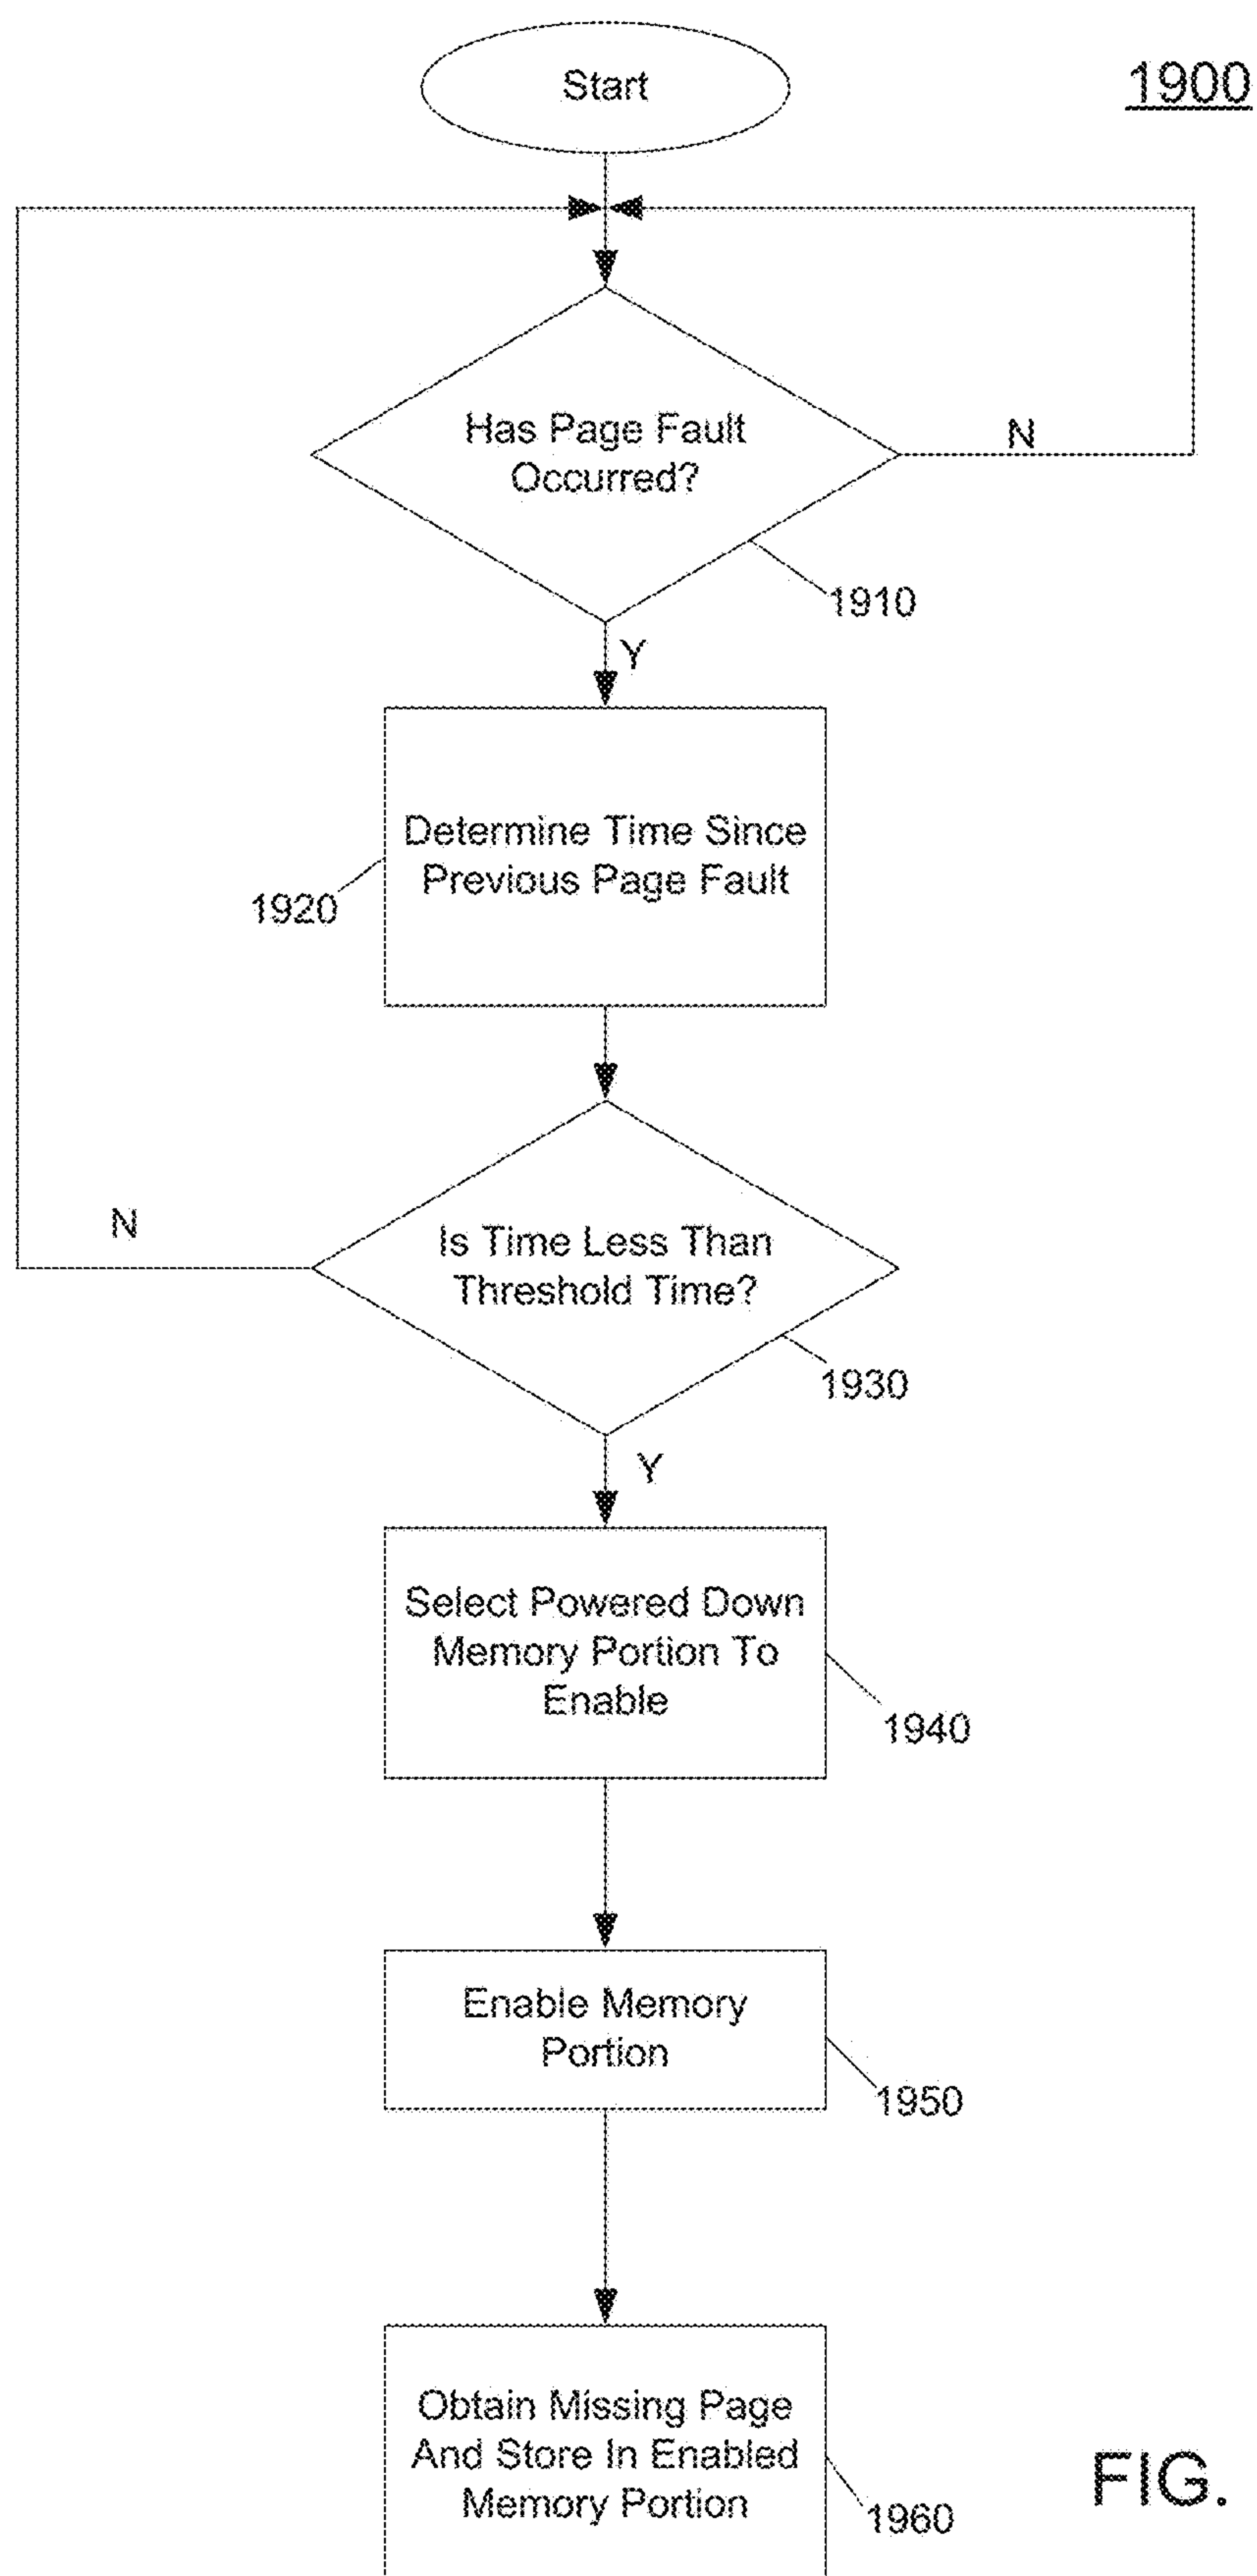 Start
1900
Has Page Fault
Occurred?
N
1910
Y
Determine Time Since
Previous Page Fault
1920
N
Is Time Less Than
Threshold Time?
1930
Y
Select Powered Down
Memory Portion To
Enable
1940
Enable Memory
Portion
1950
Obtain Missing Page
And Store In Enabled
Memory Portion
1960
FIG.